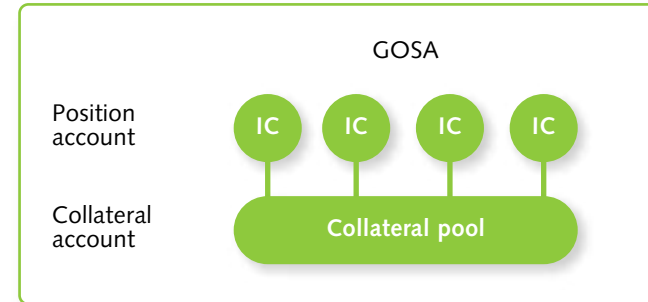 GOSA
Position
account
IC IC IC IC
Collateral
account
Collateral pool